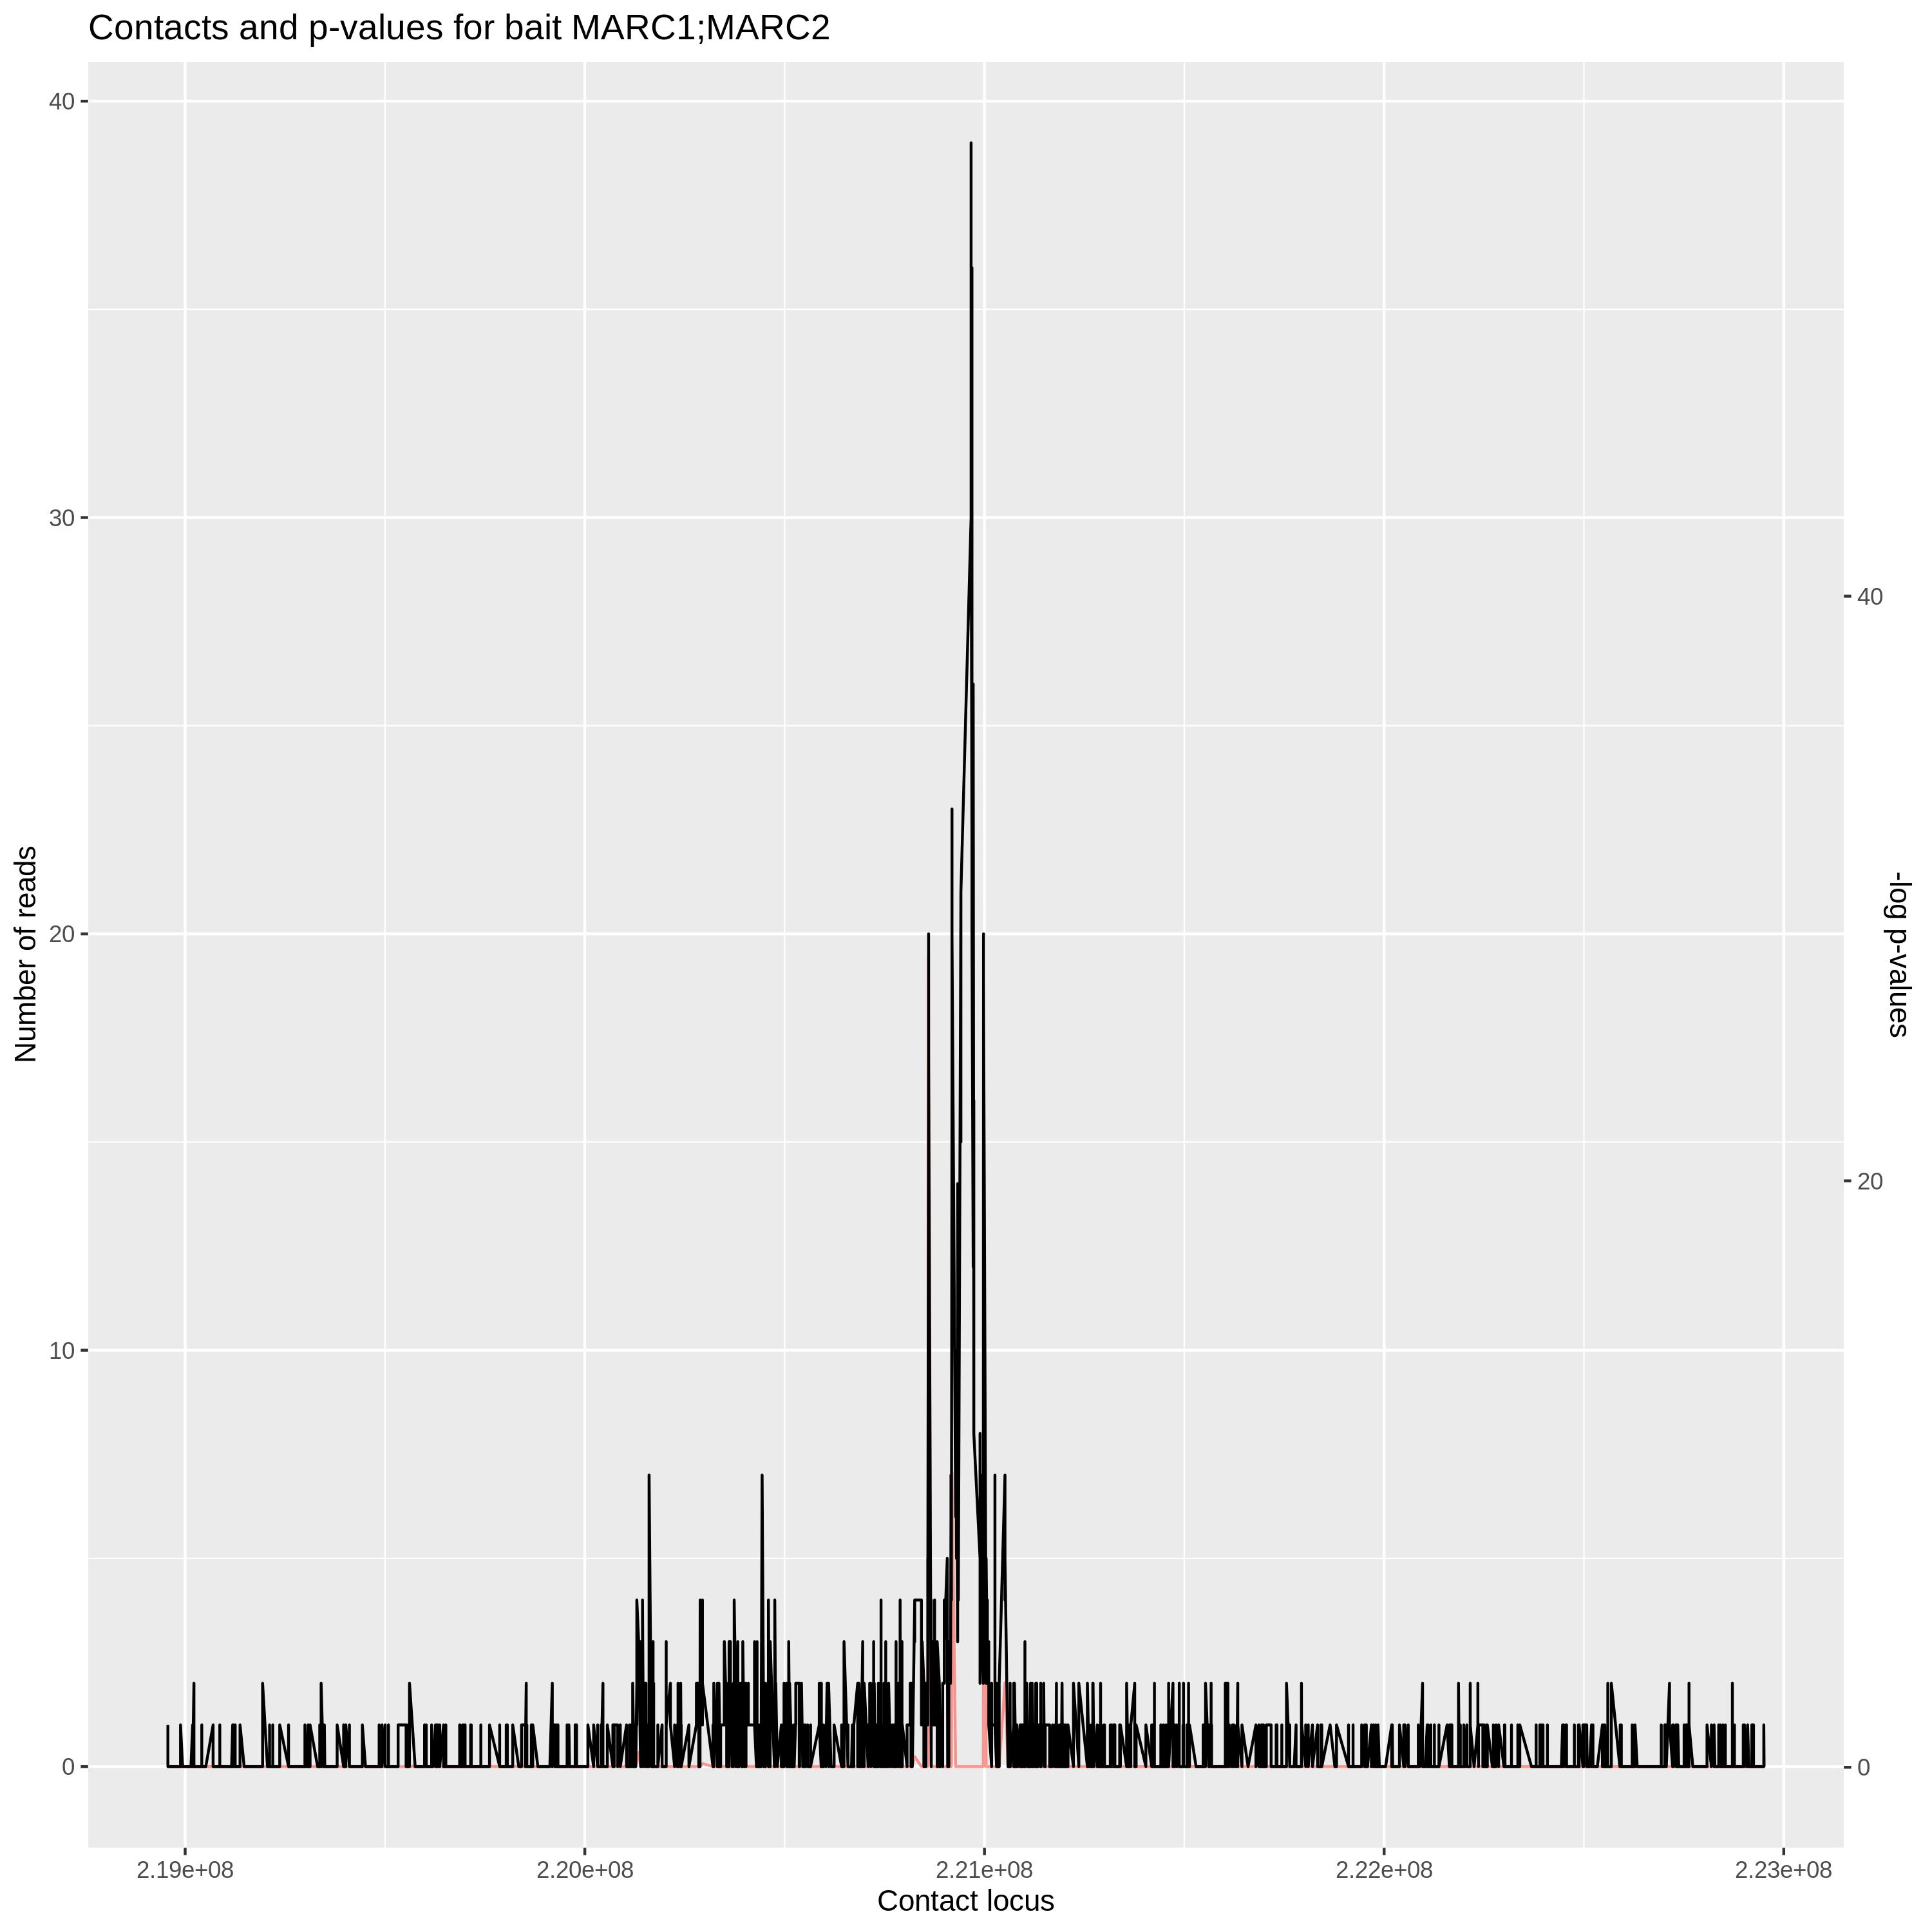 Contacts and p-values for bait MARC1;MARC2
40
30
20
10
0
Number of reads
40
20
0
-log p-values
2.19e+08
2.20e+08
2.21e+08
2.22e+08
2.23e+08
Contact locus